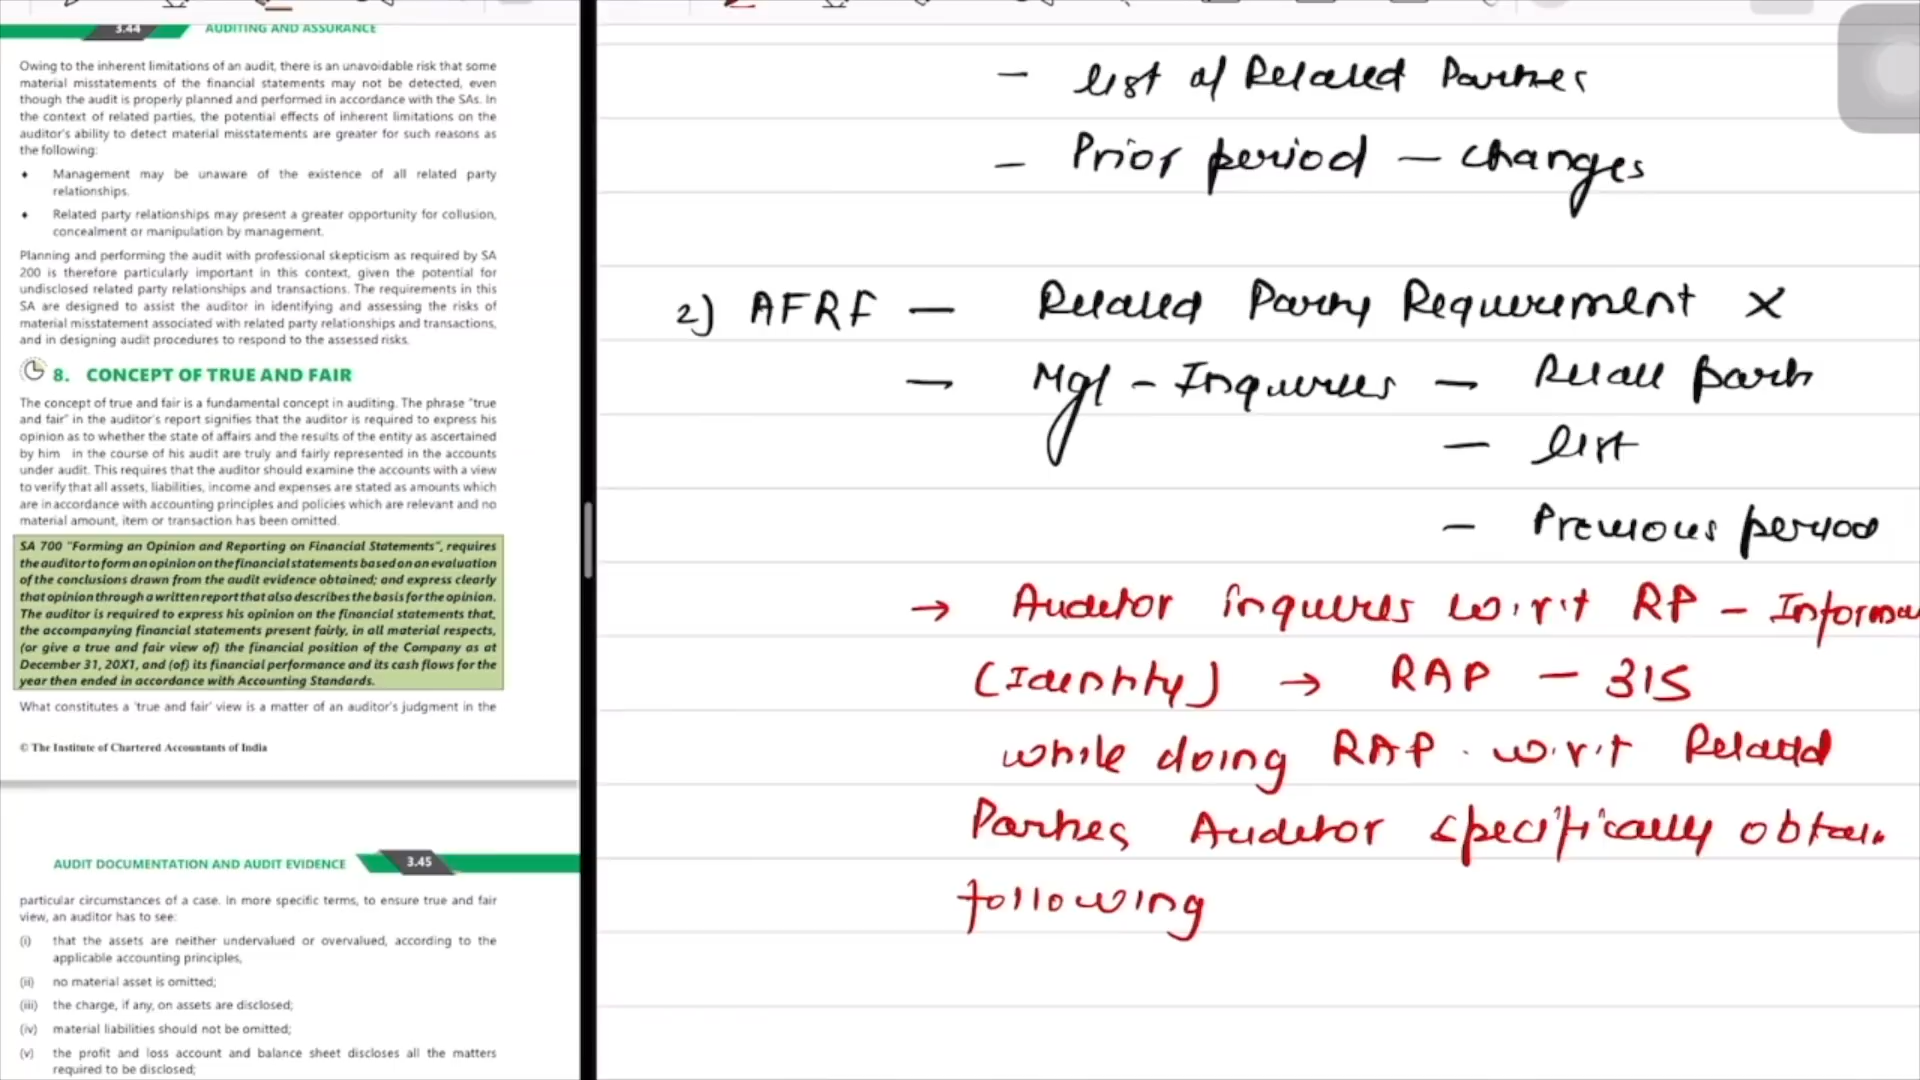 3.44 AUDITING AND ASSURANCE
Owing to the inherent limitations of an audit, there is an unavoidable risk that some
material misstatements of the financial statements may not be detected, even
though the audit is properly planned and performed in accordance with the SAs. In
the context of related parties, the potential effects of inherent limitations on the
auditor's ability to detect material misstatements are greater for such reasons as
the following:
♦ Management may be unaware of the existence of all related party
relationships.
♦ Related party relationships may present a greater opportunity for collusion,
concealment or manipulation by management.
Planning and performing the audit with professional skepticism as required by SA
200 is therefore particularly important in this context, given the potential for
undisclosed related party relationships and transactions. The requirements in this
SA are designed to assist the auditor in identifying and assessing the risks of
material misstatement associated with related party relationships and transactions,
and in designing audit procedures to respond to the assessed risks.
8. CONCEPT OF TRUE AND FAIR
The concept of true and fair is a fundamental concept in auditing. The phrase "true
and fair" in the auditor's report signifies that the auditor is required to express his
opinion as to whether the state of affairs and the results of the entity as ascertained
by him in the course of his audit are truly and fairly represented in the accounts
under audit. This requires that the auditor should examine the accounts with a view
to verify that all assets, liabilities, income and expenses are stated as amounts which
are in accordance with accounting principles and policies which are relevant and no
material amount, item or transaction has been omitted.
SA 700 "Forming an Opinion and Reporting on Financial Statements", requires
the auditor to form an opinion on the financial statements based on an evaluation
of the conclusions drawn from the audit evidence obtained; and express clearly
that opinion through a written report that also describes the basis for the opinion.
The auditor is required to express his opinion on the financial statements that,
the accompanying financial statements present fairly, in all material respects,
(or give a true and fair view of) the financial position of the Company as at
December 31, 20X1, and (of) its financial performance and its cash flows for the
year then ended in accordance with Accounting Standards.
What constitutes a 'true and fair' view is a matter of an auditor's judgment in the
© The Institute of Chartered Accountants of India
AUDIT DOCUMENTATION AND AUDIT EVIDENCE 3.45
particular circumstances of a case. In more specific terms, to ensure true and fair
view, an auditor has to see:
(i) that the assets are neither undervalued or overvalued, according to the
applicable accounting principles,
(ii) no material asset is omitted;
(iii) the charge, if any, on assets are disclosed;
(iv) material liabilities should not be omitted;
(v) the profit and loss account and balance sheet discloses all the matters
required to be disclosed;
- list of Related Parties
- Prior period - changes
2) AFRF - Related Party Requirement X
- Mgt - Inquiries - Relate party
- list
- Previous period
→ Auditor inquires w.r.t RP - Informa
(Identity) → RAP - 315
while doing RAP. w.r.t Related
Parties Auditor specifically obtain
following